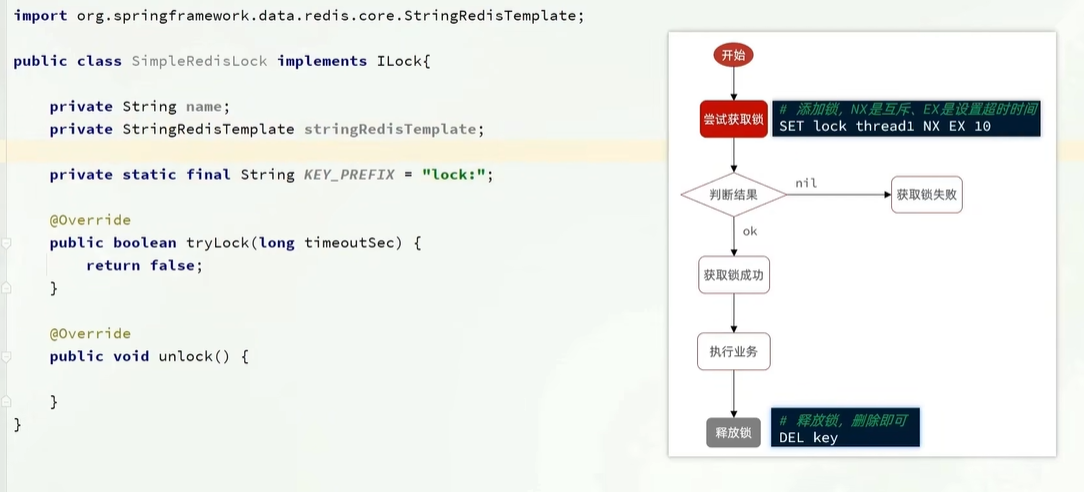 import org.springframework.data.redis.core.StringRedisTemplate;
public class SimpleRedisLock implements ILock{
private String name;
private StringRedisTemplate stringRedisTemplate;
private static final String KEY_PREFIX = "lock:";
@Override
public boolean tryLock(long timeoutSec) {
return false;
}
@Override
public void unlock() {
}
}
开始
尝试获取锁
# 添加锁，NX是互斥、EX是设置超时时间
SET lock thread1 NX EX 10
判断结果
nil
获取锁失败
ok
获取锁成功
执行业务
释放锁
# 释放锁，删除即可
DEL key